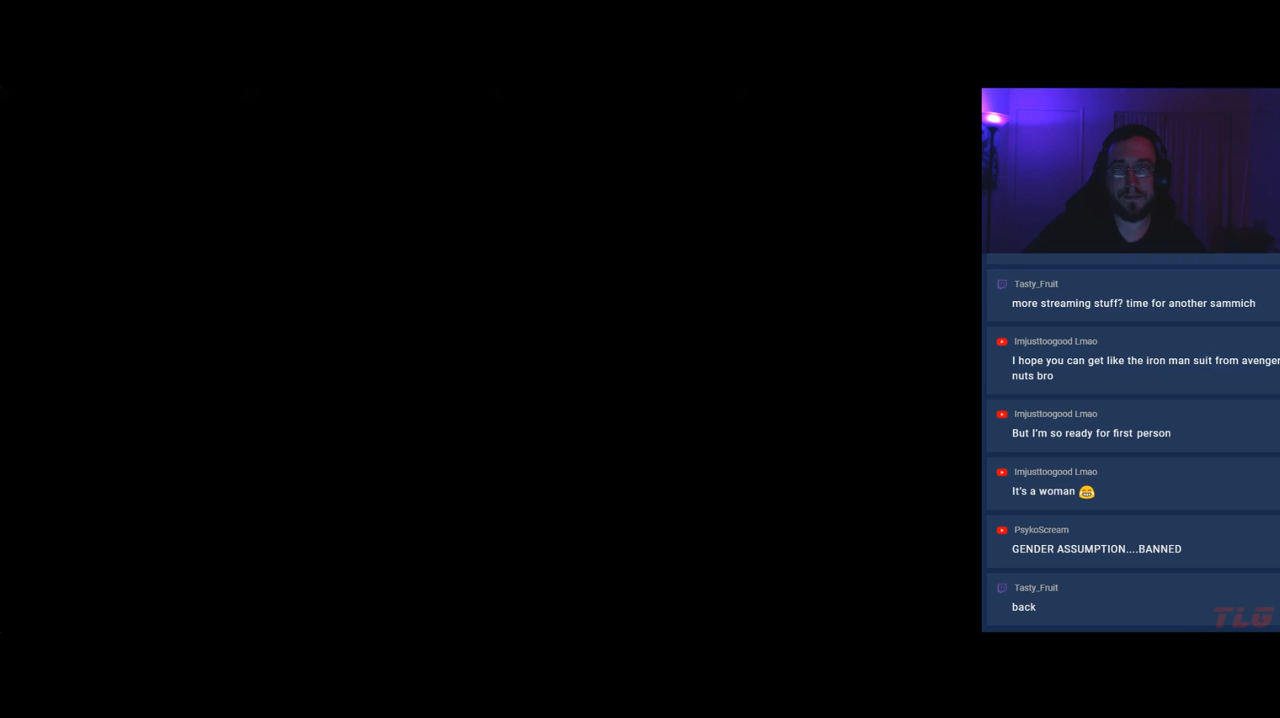 Tasty_Fruit
more streaming stuff? time for another sammich
Imjusttoogood Lmao
I hope you can get like the iron man suit from avenger
nuts bro
Imjusttoogood Lmao
But I'm so ready for first person
Imjusttoogood Lmao
It's a woman 😂
PsykoScream
GENDER ASSUMPTION....BANNED
Tasty_Fruit
back
TLG